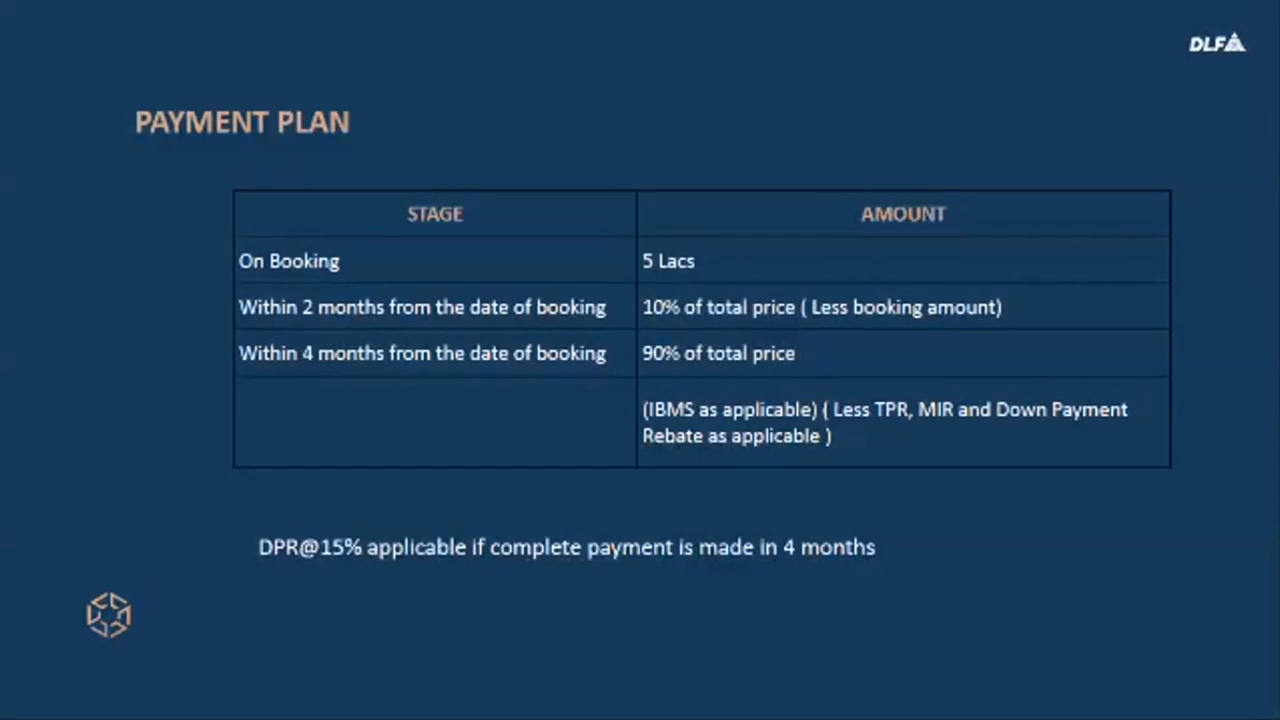 DLF
PAYMENT PLAN
STAGE
AMOUNT
On Booking
5 Lacs
Within 2 months from the date of booking
10% of total price ( Less booking amount)
Within 4 months from the date of booking
90% of total price
(IBMS as applicable) ( Less TPR, MIR and Down Payment
Rebate as applicable )
DPR@15% applicable if complete payment is made in 4 months